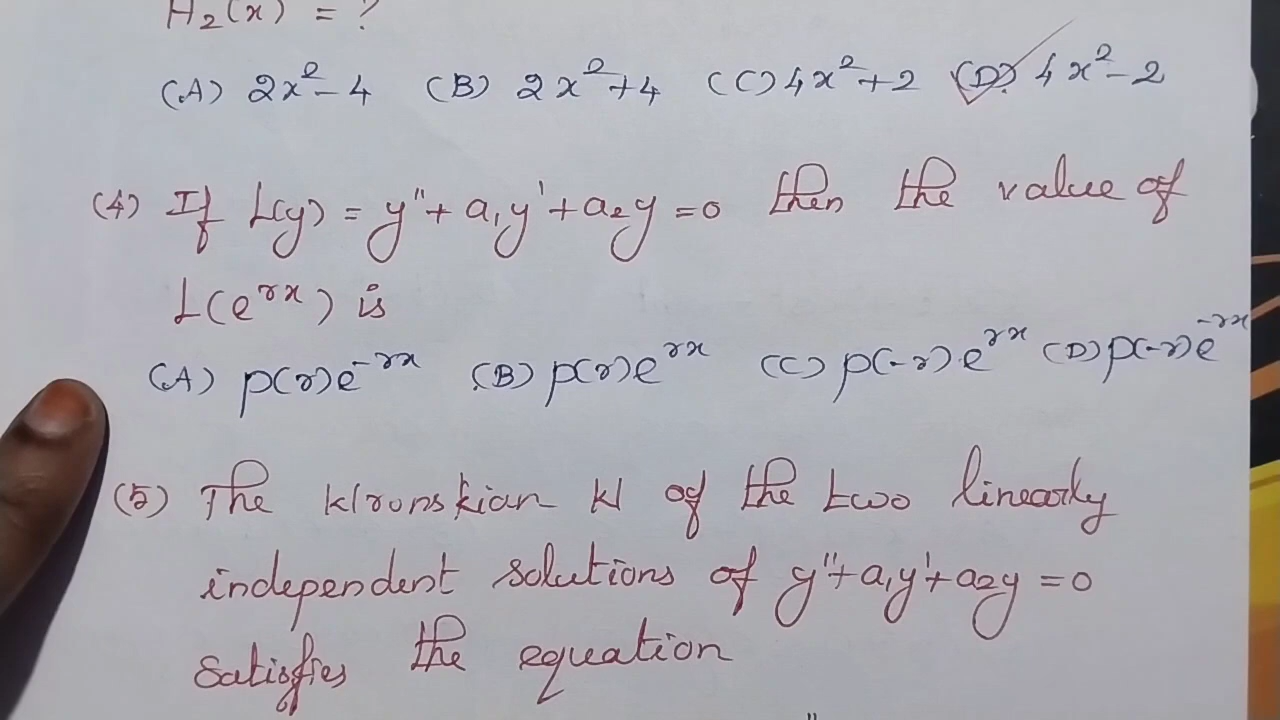 H₂(x) = ?
(A) 2x²-4 (B) 2x²+4 (C) 4x²+2 (D) 4x²-2
(4) If L(y) = y''+a₁y'+a₂y=0 then the value of
L(e^rx) is
(A) p(r)e^-rx (B) p(r)e^rx (C) p(-r)e^rx (D) p(-r)e^-rx
(5) The Wronskian W of the two linearly
independent solutions of y''+a₁y'+a₂y=0
satisfies the equation